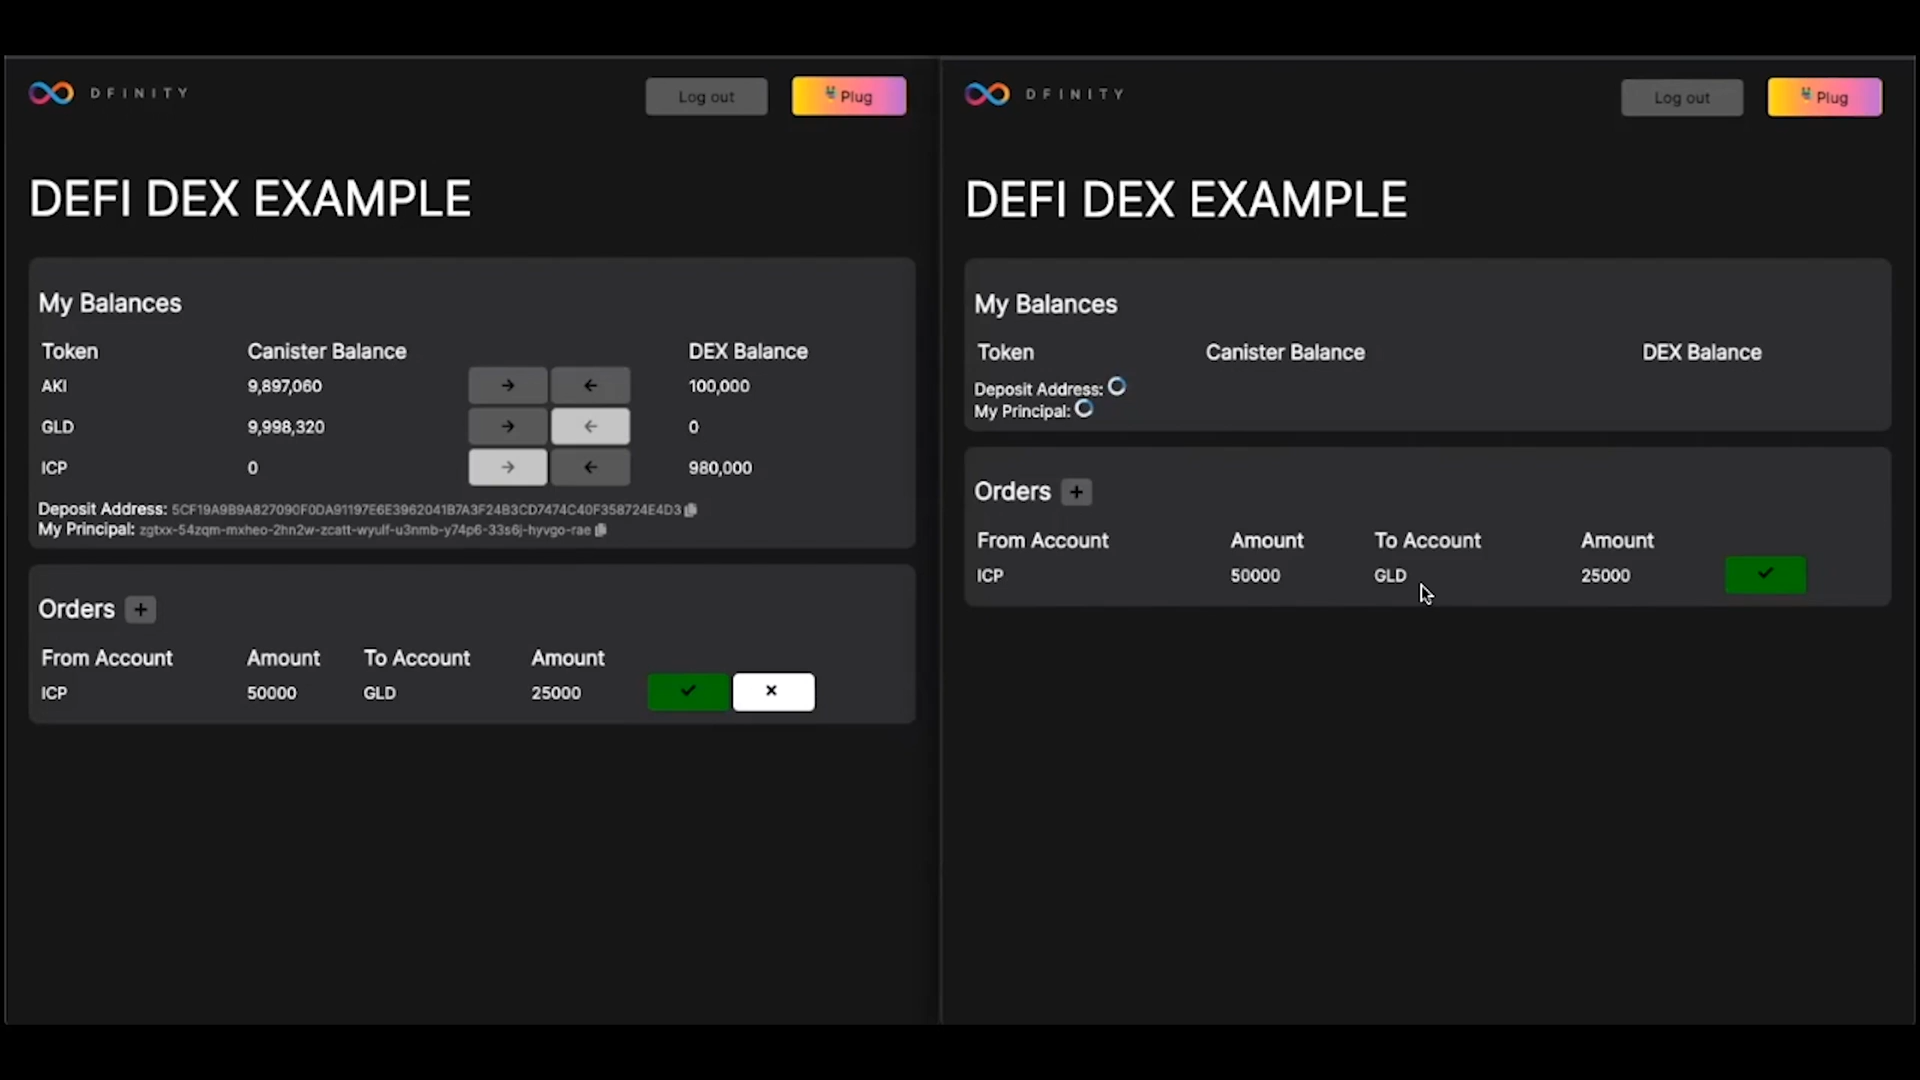 DFINITY
Log out
Plug
DEFI DEX EXAMPLE
My Balances
Token Canister Balance DEX Balance
AKI 9,897,060 → ← 100,000
GLD 9,998,320 → ← 0
ICP 0 → ← 980,000
Deposit Address: 5CF19A9B9A827090F0DA91197E6E3962041B7A3F24B3CD7474C40F358724E4D3
My Principal: zgtxx-54zqm-mxheo-2hn2w-zcatt-wyulf-u3nmb-y74p6-33s6j-hyvgo-rae
Orders +
From Account Amount To Account Amount
ICP 50000 GLD 25000
DFINITY
Log out
Plug
DEFI DEX EXAMPLE
My Balances
Token Canister Balance DEX Balance
Deposit Address:
My Principal:
Orders +
From Account Amount To Account Amount
ICP 50000 GLD 25000